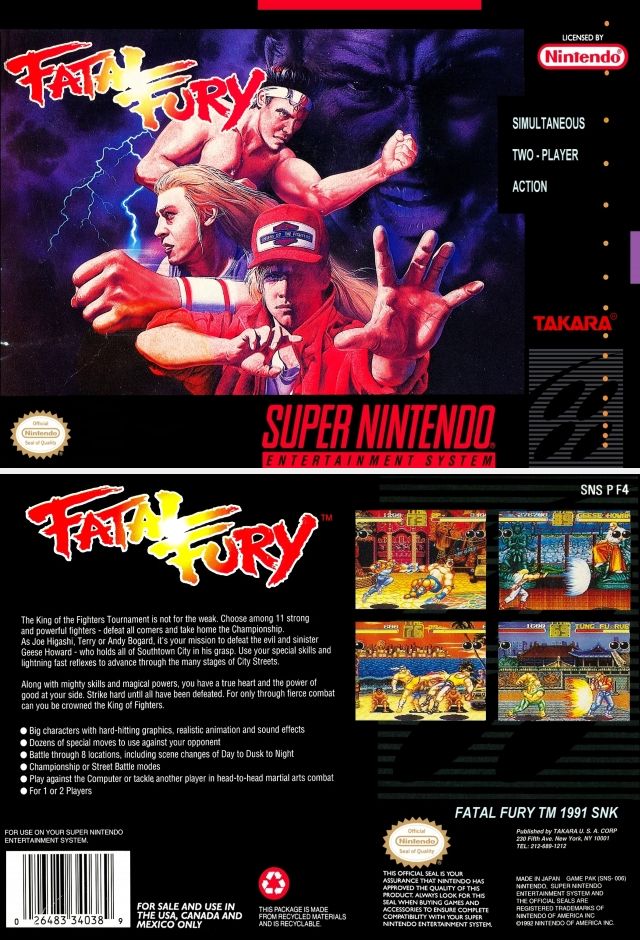 FATAL FURY
LICENSED BY
Nintendo®
SIMULTANEOUS
TWO - PLAYER
ACTION
TAKARA®
Official
Nintendo
Seal of Quality
SUPER NINTENDO®
ENTERTAINMENT SYSTEM
SNS P F4
FATAL FURY™
GEESE HOWA
TUNG FU RUE
The King of the Fighters Tournament is not for the weak. Choose among 11 strong
and powerful fighters - defeat all comers and take home the Championship.
As Joe Higashi, Terry or Andy Bogard, it's your mission to defeat the evil and sinister
Geese Howard - who holds all of Southtown City in his grasp. Use your special skills and
lightning fast reflexes to advance through the many stages of City Streets.
Along with mighty skills and magical powers, you have a true heart and the power of
good at your side. Strike hard until all have been defeated. For only through fierce combat
can you be crowned the King of Fighters.
● Big characters with hard-hitting graphics, realistic animation and sound effects
● Dozens of special moves to use against your opponent
● Battle through 8 locations, including scene changes of Day to Dusk to Night
● Championship or Street Battle modes
● Play against the Computer or tackle another player in head-to-head martial arts combat
● For 1 or 2 Players
FATAL FURY TM 1991 SNK
Official
Nintendo
Seal of Quality
Published by TAKARA U. S. A. CORP
230 Fifth Ave. New York, NY 10001
TEL: 212-689-1212
FOR USE ON YOUR SUPER NINTENDO
ENTERTAINMENT SYSTEM.
0 26483 34038 9
FOR SALE AND USE IN
THE USA, CANADA AND
MEXICO ONLY
THIS PACKAGE IS MADE
FROM RECYCLED MATERIALS
AND IS RECYCLABLE.
THIS OFFICIAL SEAL IS YOUR
ASSURANCE THAT NINTENDO HAS
APPROVED THE QUALITY OF THIS
PRODUCT. ALWAYS LOOK FOR THIS
SEAL WHEN BUYING GAMES AND
ACCESSORIES TO ENSURE COMPLETE
COMPATIBILITY WITH YOUR SUPER
NINTENDO ENTERTAINMENT SYSTEM.
MADE IN JAPAN GAME PAK (SNS- 006)
NINTENDO, SUPER NINTENDO
ENTERTAINMENT SYSTEM AND
THE OFFICIAL SEALS ARE
REGISTERED TRADEMARKS OF
NINTENDO OF AMERICA INC
©1992 NINTENDO OF AMERICA INC.